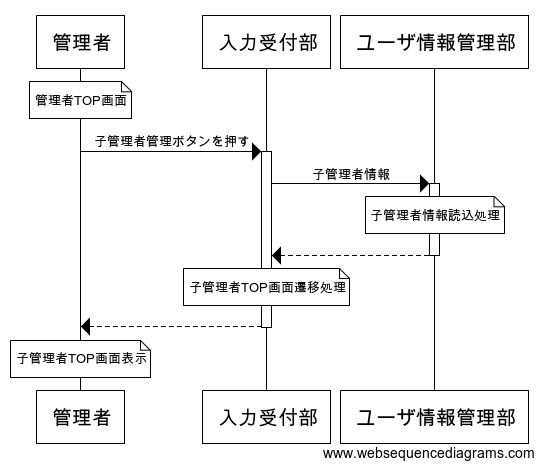 管理者
入力受付部
ユーザ情報管理部
管理者TOP画面
子管理者管理ボタンを押す
子管理者情報
子管理者情報読込処理
子管理者TOP画面遷移処理
子管理者TOP画面表示
管理者
入力受付部
ユーザ情報管理部
www.websequencediagrams.com